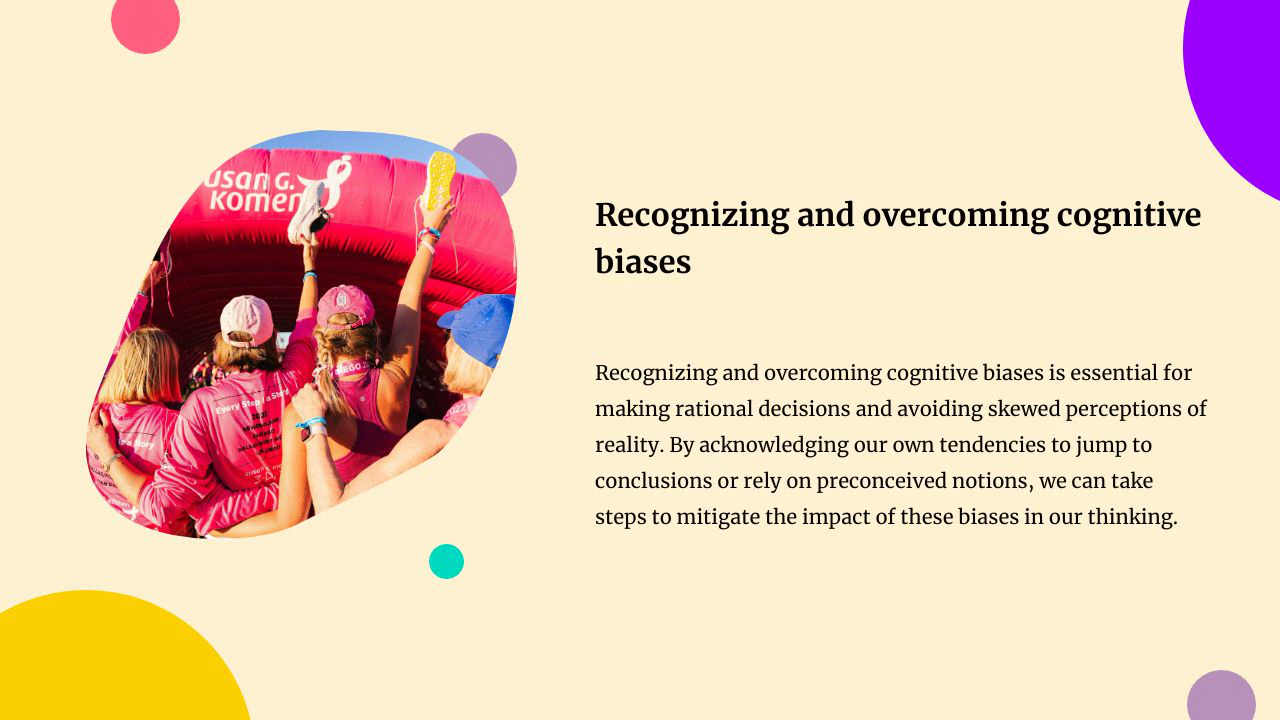 usan G.
Komen
Recognizing and overcoming cognitive
biases
Every Step
DIEGO
2022
Recognizing and overcoming cognitive biases is essential for
making rational decisions and avoiding skewed perceptions of
reality. By acknowledging our own tendencies to jump to
conclusions or rely on preconceived notions, we can take
steps to mitigate the impact of these biases in our thinking.